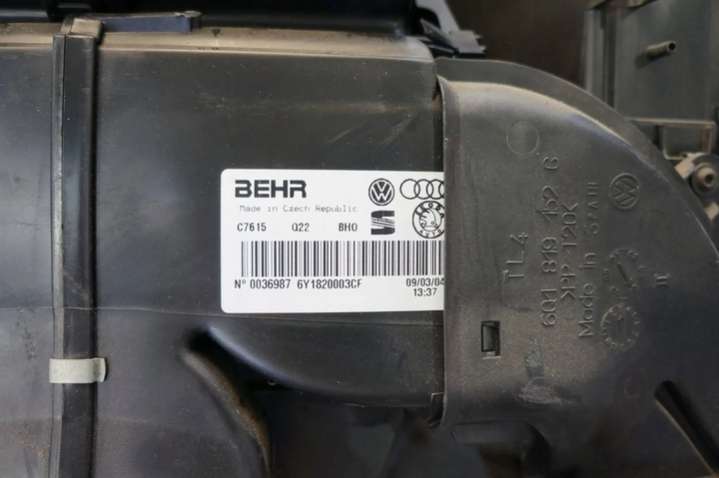 BEHR
Made in Czech Republic
C7615 Q22 BHO
Nº 0036987 6Y1820003CF 09/03/04
13:37
TL4
6Q1 819 152 G
>PP T20<
Made in SPAIN